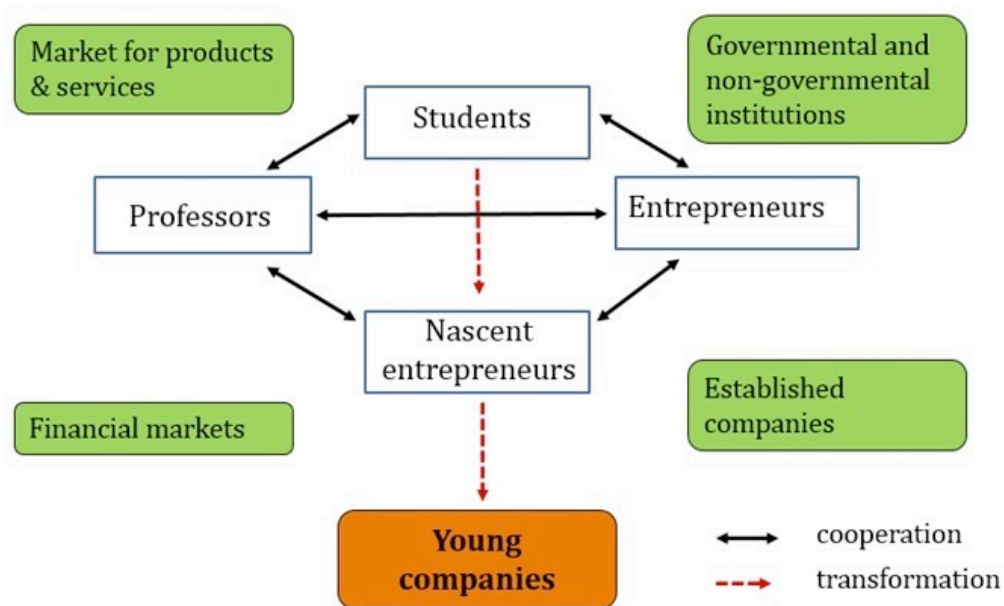 Market for products
& services
Governmental and
non-governmental
institutions
Students
Professors
Entrepreneurs
Nascent
entrepreneurs
Financial markets
Established
companies
Young
companies
cooperation
transformation